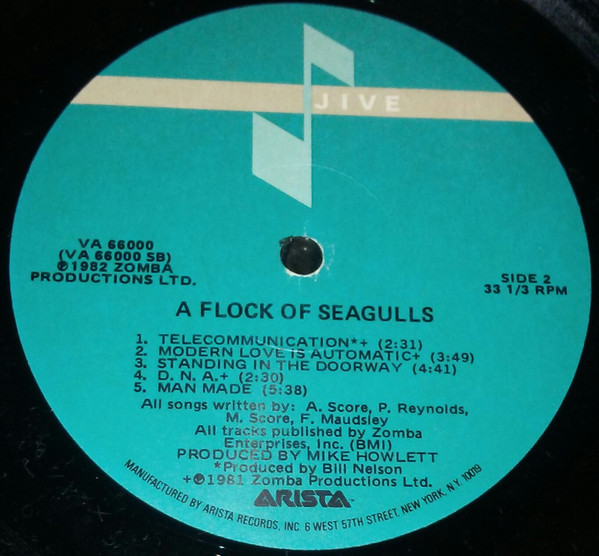 JIVE
VA 66000
(VA 66000 SB)
℗1982 ZOMBA
PRODUCTIONS LTD.
SIDE 2
33 1/3 RPM
A FLOCK OF SEAGULLS
1. TELECOMMUNICATION*+ (2:31)
2. MODERN LOVE IS AUTOMATIC+ (3:49)
3. STANDING IN THE DOORWAY (4:41)
4. D. N. A.+ (2:30)
5. MAN MADE (5:38)
All songs written by: A. Score, P. Reynolds,
M. Score, F. Maudsley
All tracks published by Zomba
Enterprises, Inc. (BMI)
PRODUCED BY MIKE HOWLETT
*Produced by Bill Nelson
+℗1981 Zomba Productions Ltd.
ARISTA
MANUFACTURED BY ARISTA RECORDS, INC. 6 WEST 57TH STREET, NEW YORK, N.Y. 10019